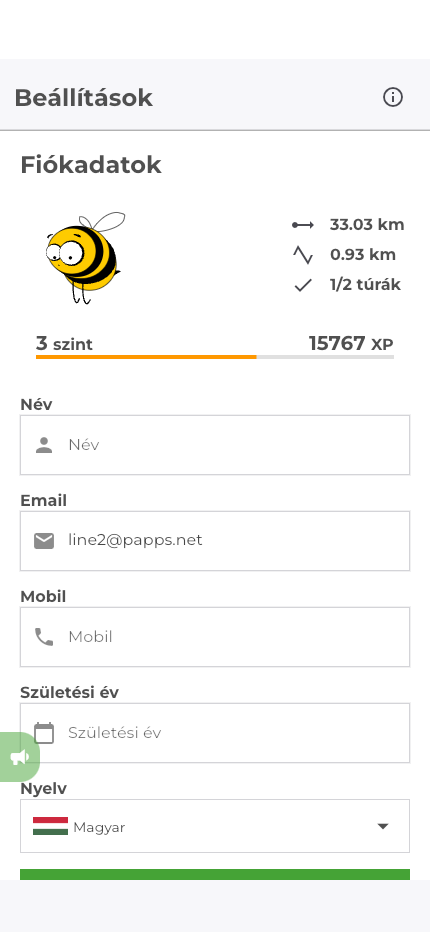 Beállítások
Fiókadatok
33.03 km
0.93 km
1/2 túrák
3 szint
15767 XP
Név
Név
Email
line2@papps.net
Mobil
Mobil
Születési év
Születési év
Nyelv
Magyar